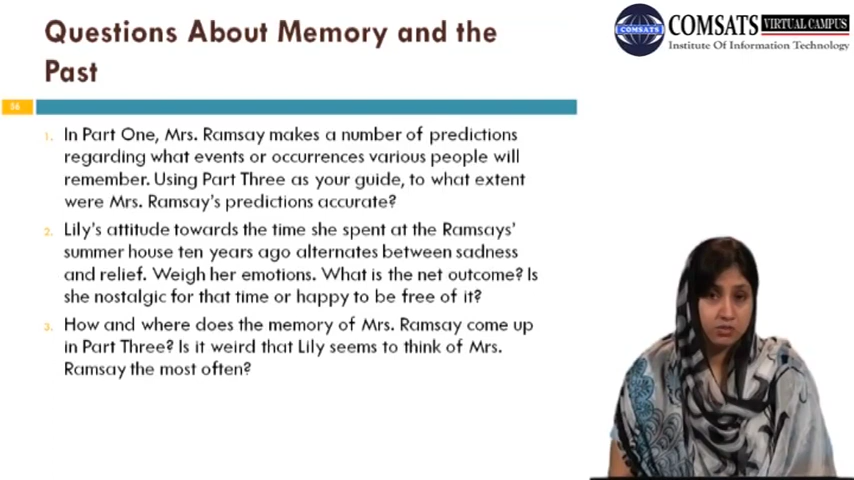 Questions About Memory and the
Past
COMSATS
COMSATS VIRTUAL CAMPUS
Institute Of Information Technology
56
1. In Part One, Mrs. Ramsay makes a number of predictions
regarding what events or occurrences various people will
remember. Using Part Three as your guide, to what extent
were Mrs. Ramsay's predictions accurate?
2. Lily's attitude towards the time she spent at the Ramsays'
summer house ten years ago alternates between sadness
and relief. Weigh her emotions. What is the net outcome? Is
she nostalgic for that time or happy to be free of it?
3. How and where does the memory of Mrs. Ramsay come up
in Part Three? Is it weird that Lily seems to think of Mrs.
Ramsay the most often?